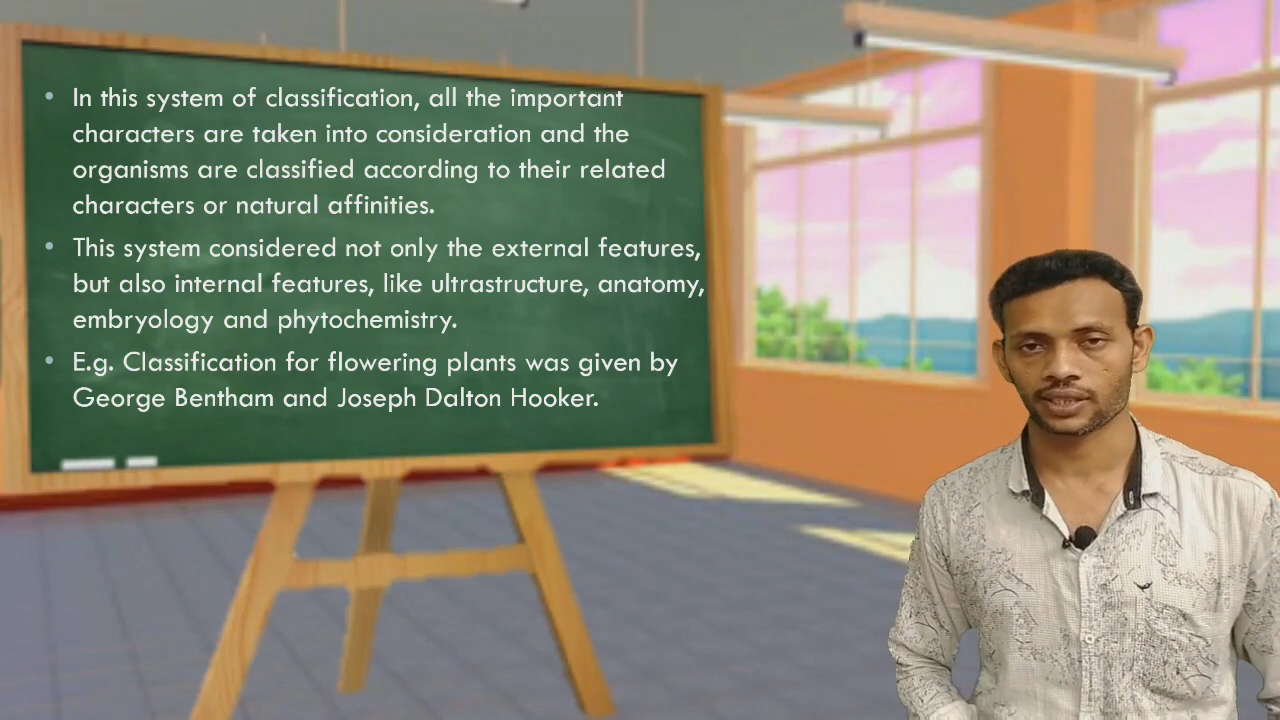 In this system of classification, all the important
characters are taken into consideration and the
organisms are classified according to their related
characters or natural affinities.
This system considered not only the external features,
but also internal features, like ultrastructure, anatomy,
embryology and phytochemistry.
E.g. Classification for flowering plants was given by
George Bentham and Joseph Dalton Hooker.